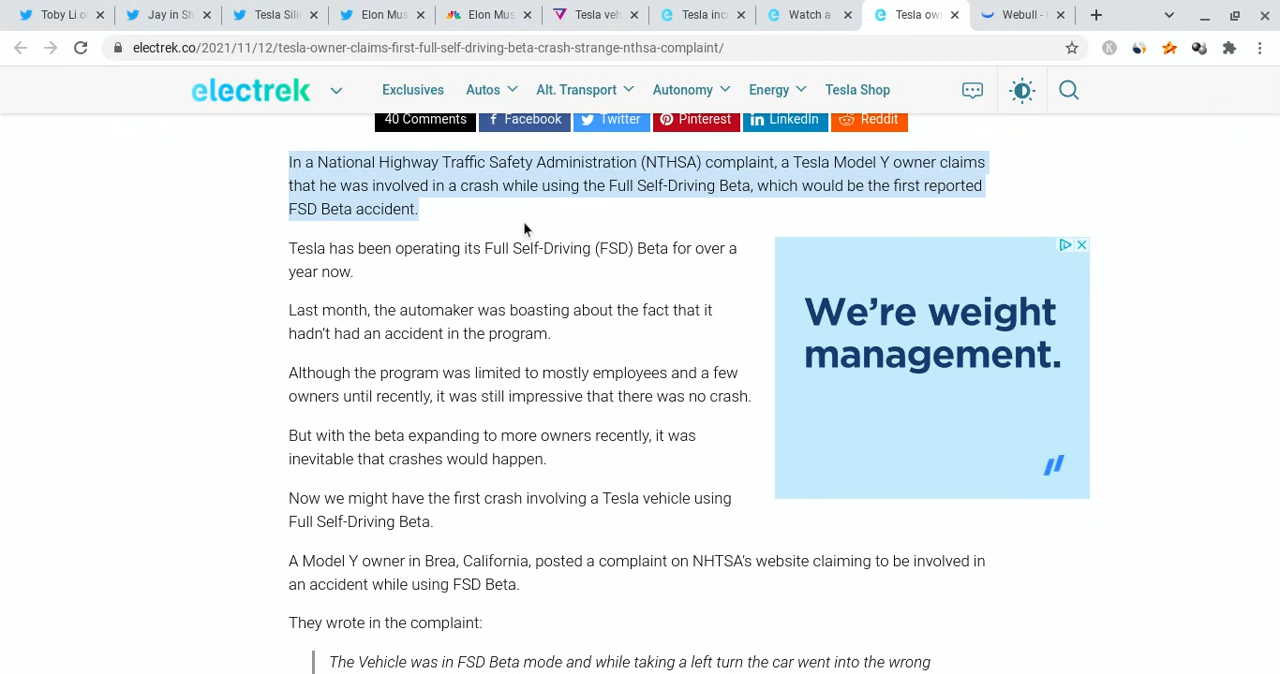 Toby Li o
Jay in Sh
Tesla Sili
Elon Mus
Elon Mus
Tesla veh
Tesla inc
Watch a
Tesla ow
Webull -
electrek.co/2021/11/12/tesla-owner-claims-first-full-self-driving-beta-crash-strange-nthsa-complaint/
K
electrek
Exclusives
Autos
Alt. Transport
Autonomy
Energy
Tesla Shop
40 Comments
Facebook
Twitter
Pinterest
LinkedIn
Reddit
In a National Highway Traffic Safety Administration (NTHSA) complaint, a Tesla Model Y owner claims
that he was involved in a crash while using the Full Self-Driving Beta, which would be the first reported
FSD Beta accident.
Tesla has been operating its Full Self-Driving (FSD) Beta for over a
year now.
Last month, the automaker was boasting about the fact that it
hadn't had an accident in the program.
Although the program was limited to mostly employees and a few
owners until recently, it was still impressive that there was no crash.
But with the beta expanding to more owners recently, it was
inevitable that crashes would happen.
Now we might have the first crash involving a Tesla vehicle using
Full Self-Driving Beta.
We're weight
management.
A Model Y owner in Brea, California, posted a complaint on NHTSA's website claiming to be involved in
an accident while using FSD Beta.
They wrote in the complaint:
The Vehicle was in FSD Beta mode and while taking a left turn the car went into the wrong